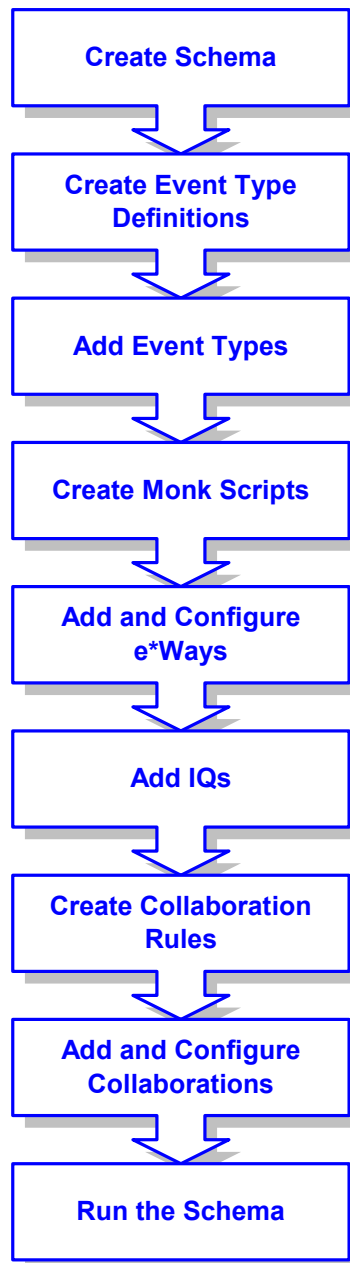 Create Schema
Create Event Type
Definitions
Add Event Types
Create Monk Scripts
Add and Configure
e*Ways
Add IQs
Create Collaboration
Rules
Add and Configure
Collaborations
Run the Schema